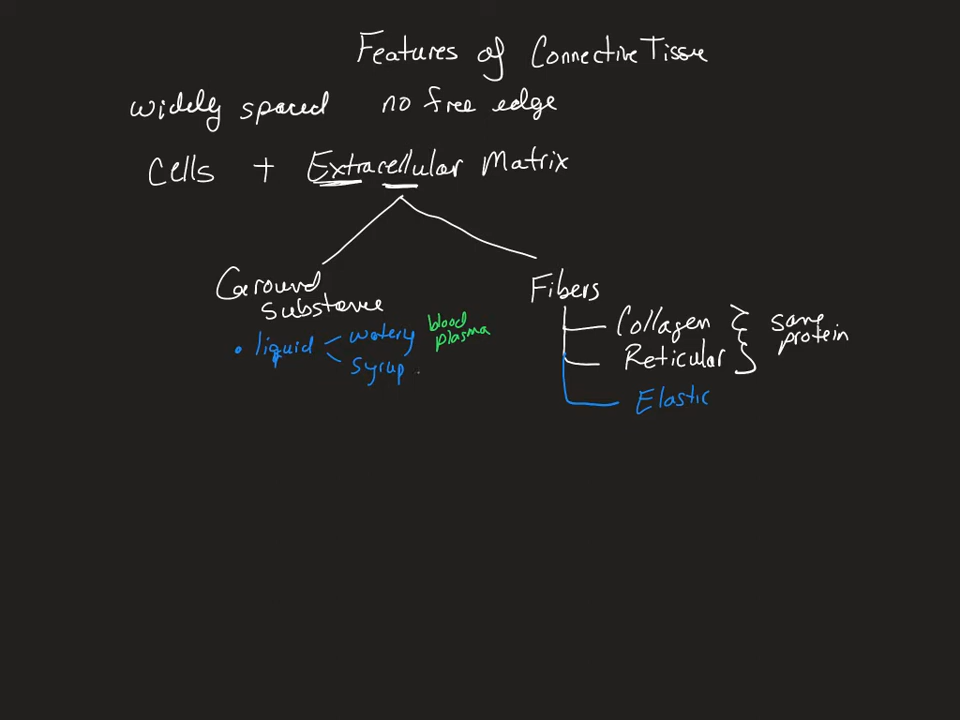 Features of Connective Tissue
widely spaced no free edge
Cells + Extracellular Matrix
Ground
substance
Fibers
• liquid
watery
blood
plasma
syrup
Collagen
Reticular
same
protein
Elastic